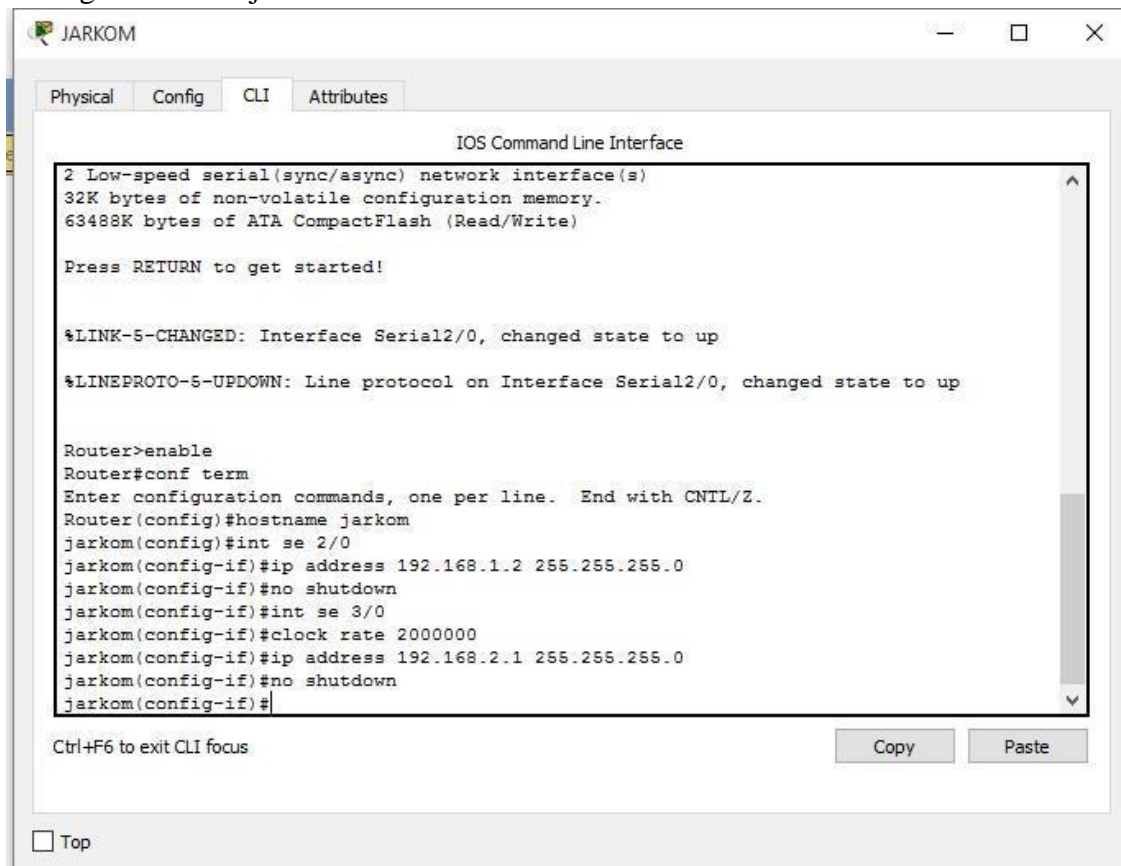 JARKOM
Physical Config CLI Attributes
IOS Command Line Interface
2 Low-speed serial(sync/async) network interface(s)
32K bytes of non-volatile configuration memory.
63488K bytes of ATA CompactFlash (Read/Write)
Press RETURN to get started!
%LINK-5-CHANGED: Interface Serial2/0, changed state to up
%LINEPROTO-5-UPDOWN: Line protocol on Interface Serial2/0, changed state to up
Router>enable
Router#conf term
Enter configuration commands, one per line.  End with CNTL/Z.
Router(config)#hostname jarkom
jarkom(config)#int se 2/0
jarkom(config-if)#ip address 192.168.1.2 255.255.255.0
jarkom(config-if)#no shutdown
jarkom(config-if)#int se 3/0
jarkom(config-if)#clock rate 2000000
jarkom(config-if)#ip address 192.168.2.1 255.255.255.0
jarkom(config-if)#no shutdown
jarkom(config-if)#
Ctrl+F6 to exit CLI focus
Copy Paste
Top